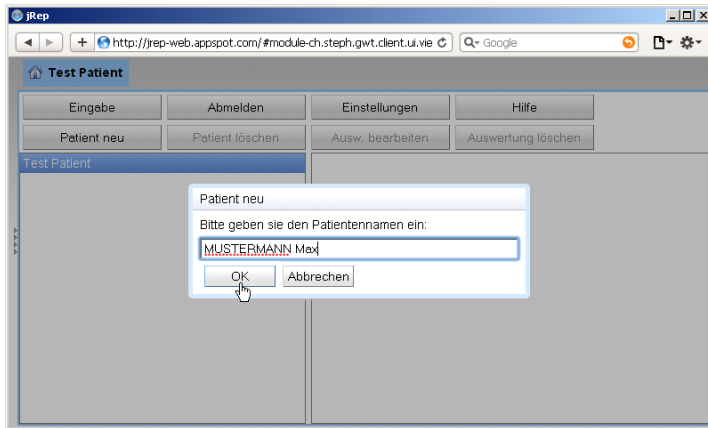 jRep
http://jrep-web.appspot.com/#module-ch.steph.gwt.client.ui.vie
Google
Test Patient
Eingabe Abmelden Einstellungen Hilfe
Patient neu Patient löschen Ausw. bearbeiten Auswertung löschen
Test Patient
Patient neu
Bitte geben sie den Patientennamen ein:
MUSTERMANN Max
OK Abbrechen